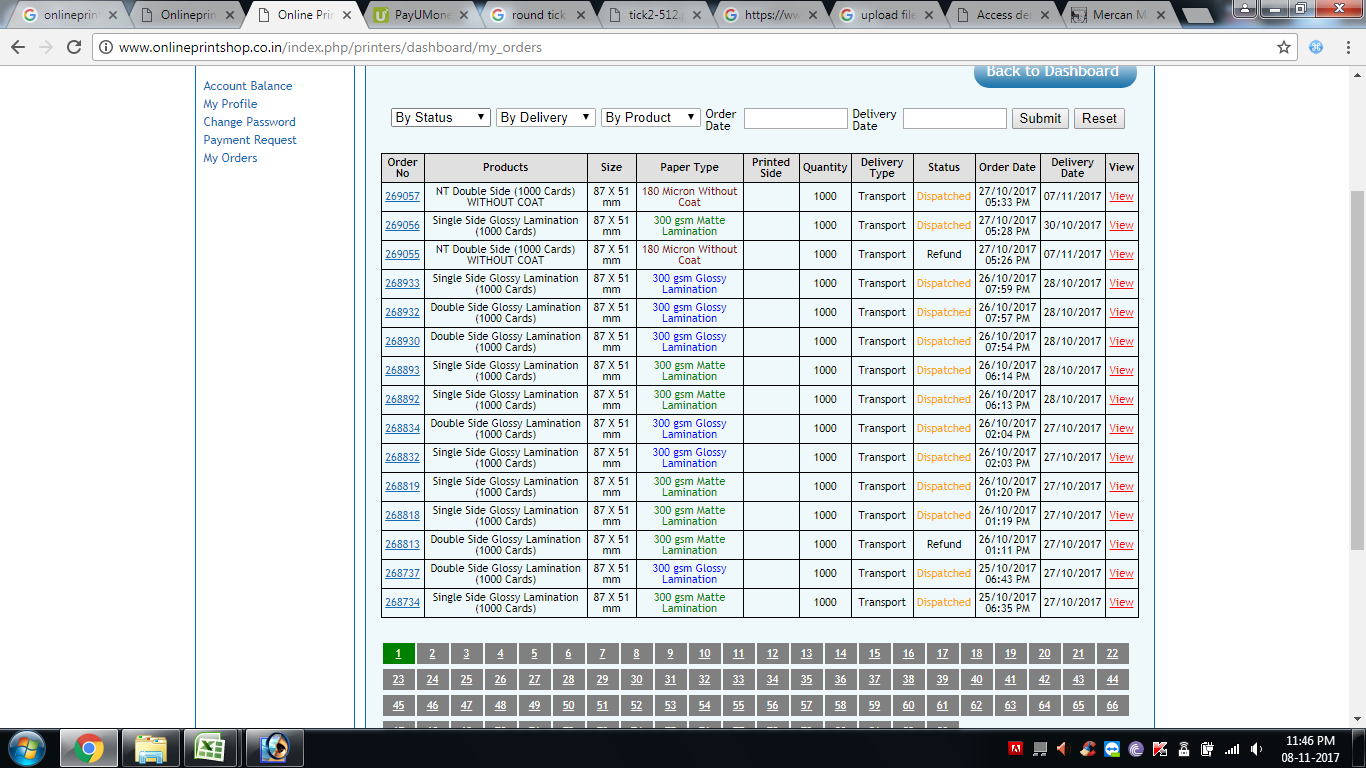 onlineprint
Onlineprin
Online Prin
PayUMone
round tick
tick2-512.
https://ww
upload file
Access de
Mercan M
www.onlineprintshop.co.in/index.php/printers/dashboard/my_orders
Back to Dashboard
Account Balance
My Profile
Change Password
Payment Request
My Orders
By Status By Delivery By Product Order Date Delivery Date Submit Reset
Order No Products Size Paper Type Printed Side Quantity Delivery Type Status Order Date Delivery Date View
269057 NT Double Side (1000 Cards) WITHOUT COAT 87 X 51 mm 180 Micron Without Coat 1000 Transport Dispatched 27/10/2017 05:33 PM 07/11/2017 View
269056 Single Side Glossy Lamination (1000 Cards) 87 X 51 mm 300 gsm Matte Lamination 1000 Transport Dispatched 27/10/2017 05:28 PM 30/10/2017 View
269055 NT Double Side (1000 Cards) WITHOUT COAT 87 X 51 mm 180 Micron Without Coat 1000 Transport Refund 27/10/2017 05:26 PM 07/11/2017 View
268933 Single Side Glossy Lamination (1000 Cards) 87 X 51 mm 300 gsm Glossy Lamination 1000 Transport Dispatched 26/10/2017 07:59 PM 28/10/2017 View
268932 Double Side Glossy Lamination (1000 Cards) 87 X 51 mm 300 gsm Glossy Lamination 1000 Transport Dispatched 26/10/2017 07:57 PM 28/10/2017 View
268930 Double Side Glossy Lamination (1000 Cards) 87 X 51 mm 300 gsm Glossy Lamination 1000 Transport Dispatched 26/10/2017 07:54 PM 28/10/2017 View
268893 Single Side Glossy Lamination (1000 Cards) 87 X 51 mm 300 gsm Matte Lamination 1000 Transport Dispatched 26/10/2017 06:14 PM 28/10/2017 View
268892 Single Side Glossy Lamination (1000 Cards) 87 X 51 mm 300 gsm Matte Lamination 1000 Transport Dispatched 26/10/2017 06:13 PM 28/10/2017 View
268834 Double Side Glossy Lamination (1000 Cards) 87 X 51 mm 300 gsm Glossy Lamination 1000 Transport Dispatched 26/10/2017 02:04 PM 27/10/2017 View
268832 Single Side Glossy Lamination (1000 Cards) 87 X 51 mm 300 gsm Glossy Lamination 1000 Transport Dispatched 26/10/2017 02:03 PM 27/10/2017 View
268819 Single Side Glossy Lamination (1000 Cards) 87 X 51 mm 300 gsm Matte Lamination 1000 Transport Dispatched 26/10/2017 01:20 PM 27/10/2017 View
268818 Single Side Glossy Lamination (1000 Cards) 87 X 51 mm 300 gsm Matte Lamination 1000 Transport Dispatched 26/10/2017 01:19 PM 27/10/2017 View
268813 Double Side Glossy Lamination (1000 Cards) 87 X 51 mm 300 gsm Matte Lamination 1000 Transport Refund 26/10/2017 01:11 PM 27/10/2017 View
268737 Double Side Glossy Lamination (1000 Cards) 87 X 51 mm 300 gsm Glossy Lamination 1000 Transport Dispatched 25/10/2017 06:43 PM 27/10/2017 View
268734 Single Side Glossy Lamination (1000 Cards) 87 X 51 mm 300 gsm Matte Lamination 1000 Transport Dispatched 25/10/2017 06:35 PM 27/10/2017 View
1 2 3 4 5 6 7 8 9 10 11 12 13 14 15 16 17 18 19 20 21 22
23 24 25 26 27 28 29 30 31 32 33 34 35 36 37 38 39 40 41 42 43 44
45 46 47 48 49 50 51 52 53 54 55 56 57 58 59 60 61 62 63 64 65 66
11:46 PM
08-11-2017